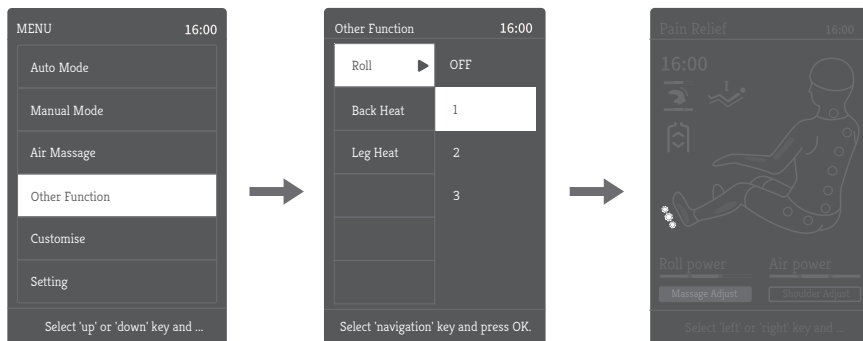 MENU 16:00
Auto Mode
Manual Mode
Air Massage
Other Function
Customise
Setting
Select 'up' or 'down' key and ...
Other Function 16:00
Roll OFF
Back Heat 1
Leg Heat 2
3
Select 'navigation' key and press OK.
Pain Relief 16:00
16:00
Roll power Air power
Massage Adjust Shoulder Adjust
Select 'left' or 'right' key and ...